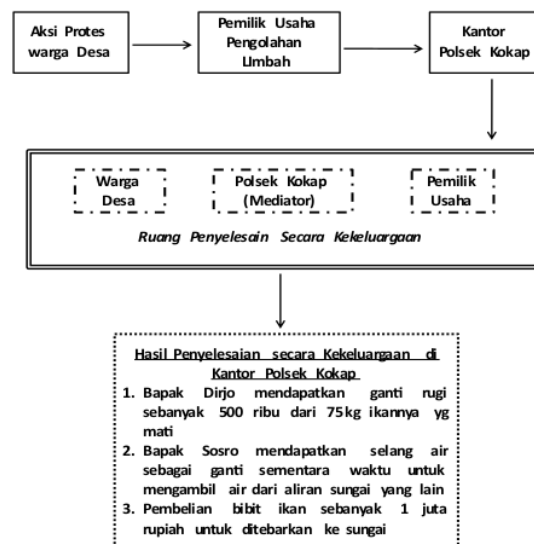 Aksi Protes
warga Desa
Pemilik Usaha
Pengolahan
LImbah
Kantor
Polsek Kokap
Warga
Desa
Polsek Kokap
(Mediator)
Pemilik
Usaha
Ruang Penyelesain Secara Kekeluargaan
Hasil Penyelesaian secara Kekeluargaan di
Kantor Polsek Kokap
1. Bapak Dirjo mendapatkan ganti rugi
sebanyak 500 ribu dari 75kg ikannya yg
mati
2. Bapak Sosro mendapatkan selang air
sebagai ganti sementara waktu untuk
mengambil air dari aliran sungai yang lain
3. Pembelian bibit ikan sebanyak 1 juta
rupiah untuk ditebarkan ke sungai